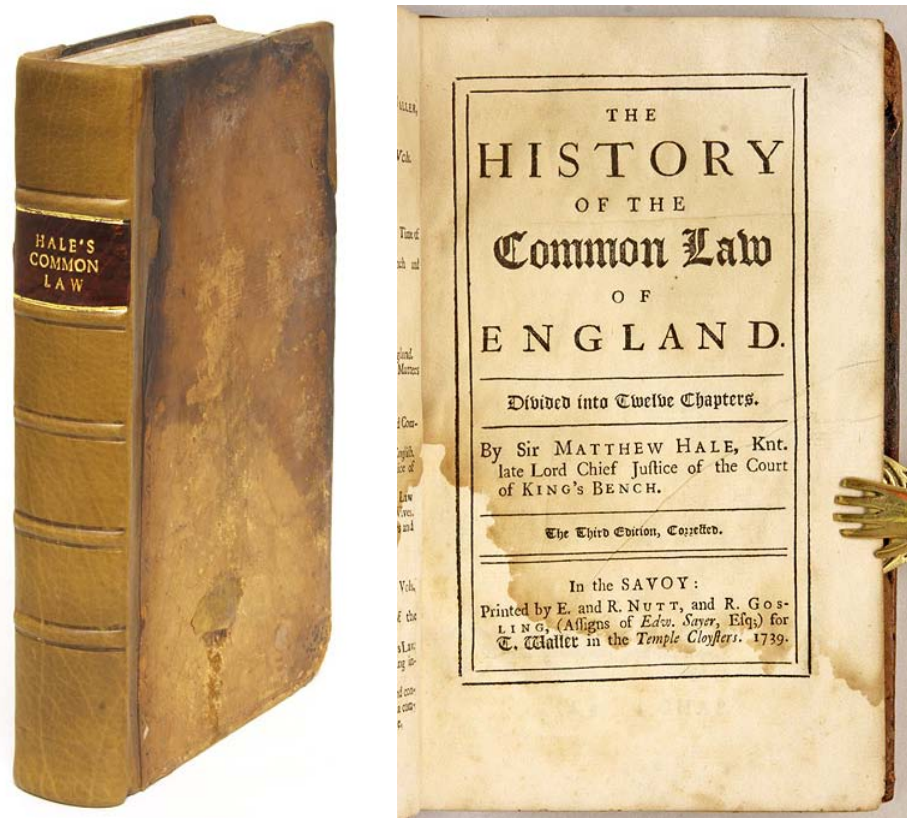 HALE'S
COMMON
LAW
THE
HISTORY
OF THE
Common Law
OF
ENGLAND.
Divided into Twelve Chapters.
By Sir MATTHEW HALE, Knt.
late Lord Chief Juſtice of the Court
of KING'S BENCH.
The Third Edition, Corrected.
In the SAVOY:
Printed by E. and R. NUTT, and R. GOS-
LING, (Aſſigns of Edw. Sayer, Eſq;) for
T. Waller in the Temple Cloyſters. 1739.